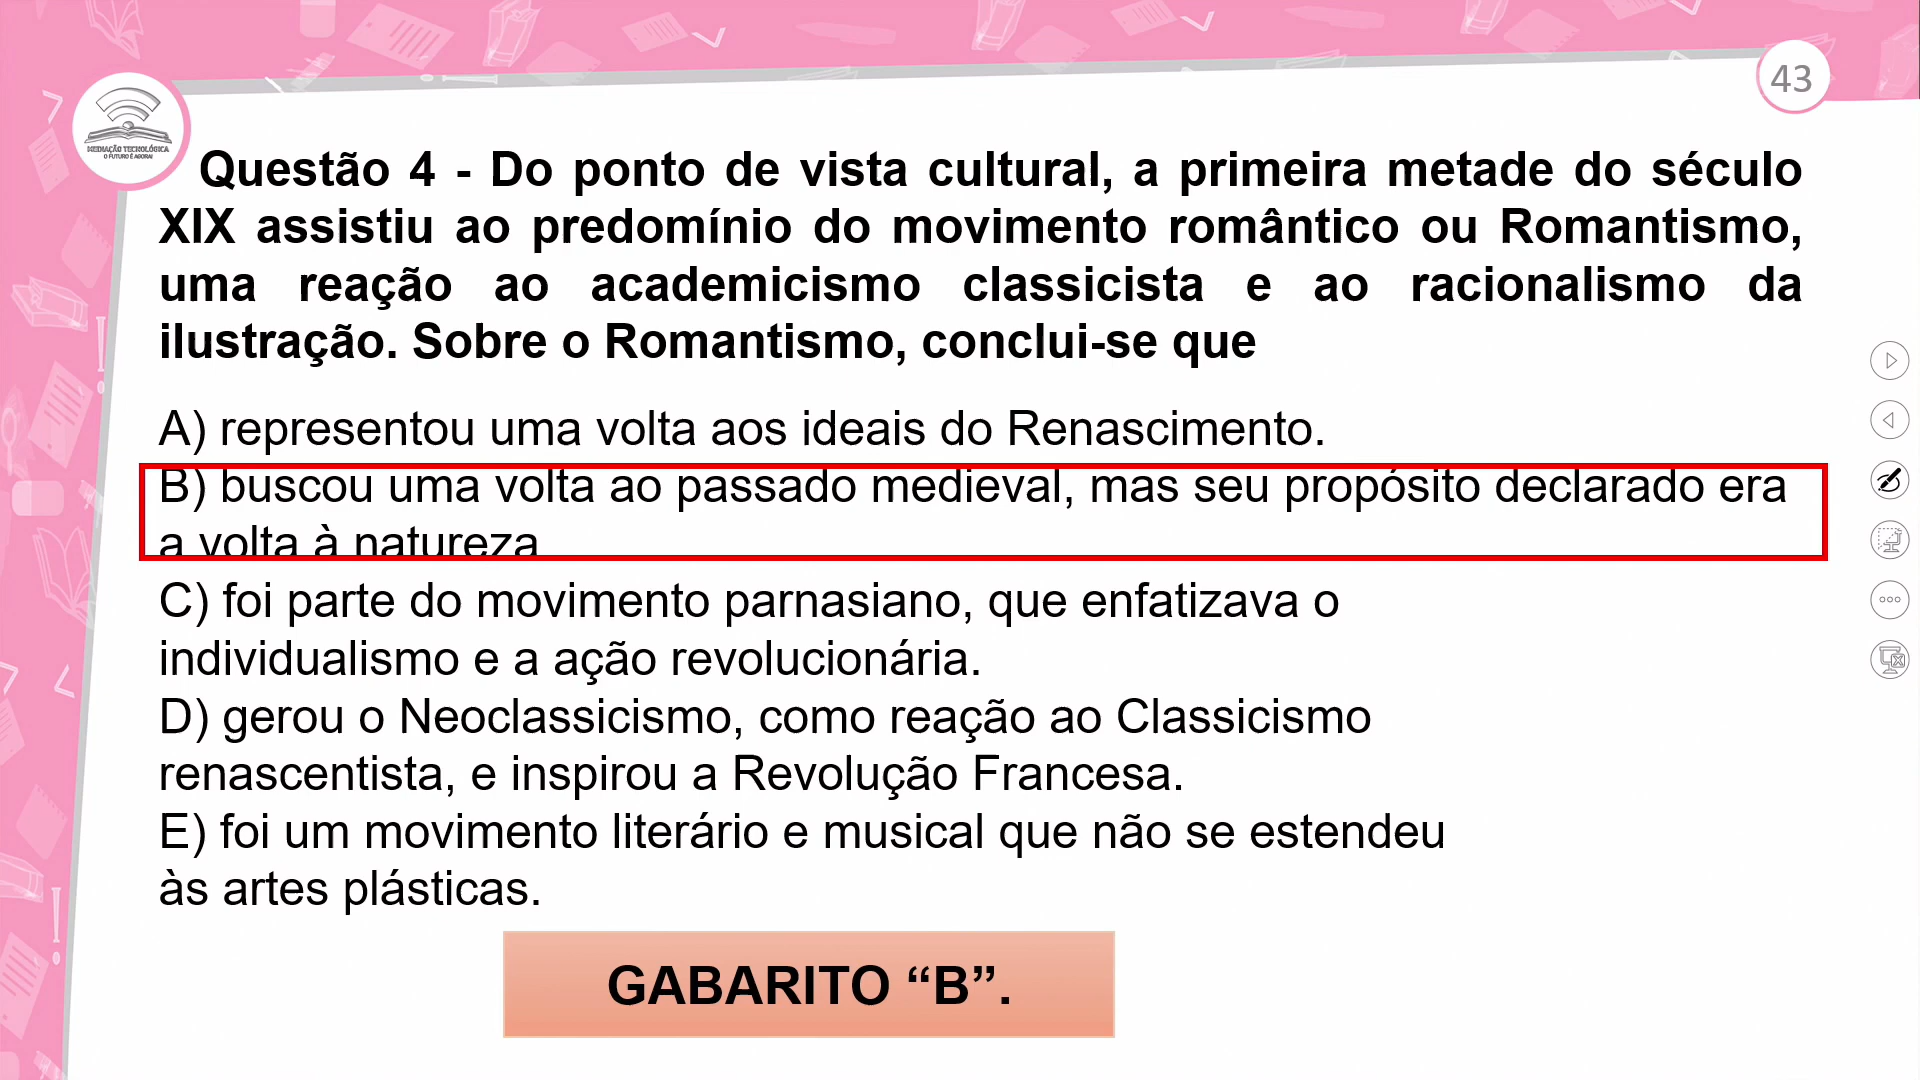 43
MEDIAÇÃO TECNOLÓGICA
O FUTURO É AGORA!
Questão 4 - Do ponto de vista cultural, a primeira metade do século
XIX assistiu ao predomínio do movimento romântico ou Romantismo,
uma reação ao academicismo classicista e ao racionalismo da
ilustração. Sobre o Romantismo, conclui-se que
A) representou uma volta aos ideais do Renascimento.
B) buscou uma volta ao passado medieval, mas seu propósito declarado era
a volta à natureza
C) foi parte do movimento parnasiano, que enfatizava o
individualismo e a ação revolucionária.
D) gerou o Neoclassicismo, como reação ao Classicismo
renascentista, e inspirou a Revolução Francesa.
E) foi um movimento literário e musical que não se estendeu
às artes plásticas.
GABARITO “B”.